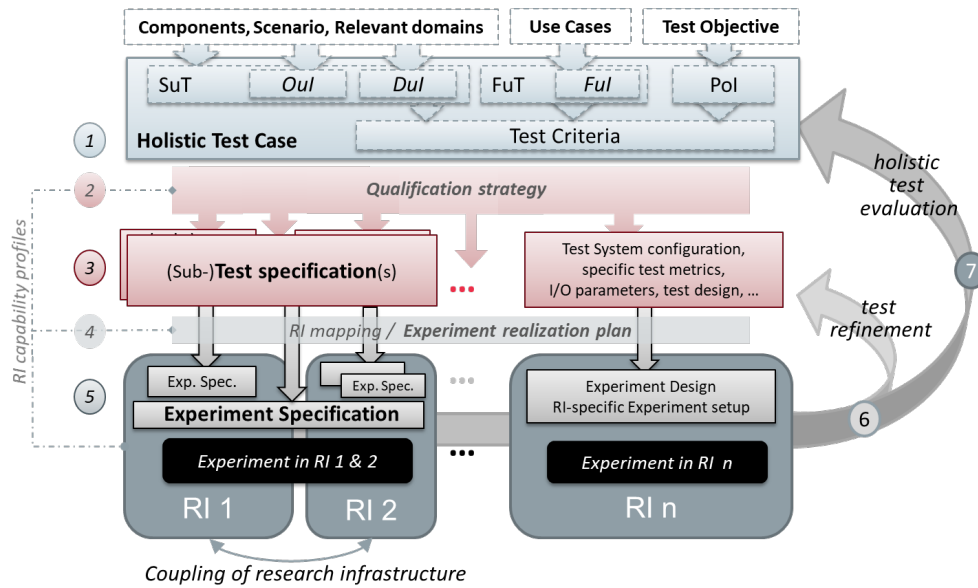 Components, Scenario, Relevant domains
Use Cases
Test Objective
SuT
OuI
DuI
FuT
FuI
PoI
Test Criteria
1
Holistic Test Case
2
Qualification strategy
holistic
test
evaluation
RI capability profiles
3
(Sub-)Test specification(s)
...
Test System configuration,
specific test metrics,
I/O parameters, test design, ...
7
test
refinement
4
RI mapping / Experiment realization plan
5
Exp. Spec.
Exp. Spec.
...
Experiment Design
RI-specific Experiment setup
Experiment Specification
6
...
Experiment in RI 1 & 2
Experiment in RI n
RI 1
RI 2
RI n
Coupling of research infrastructure